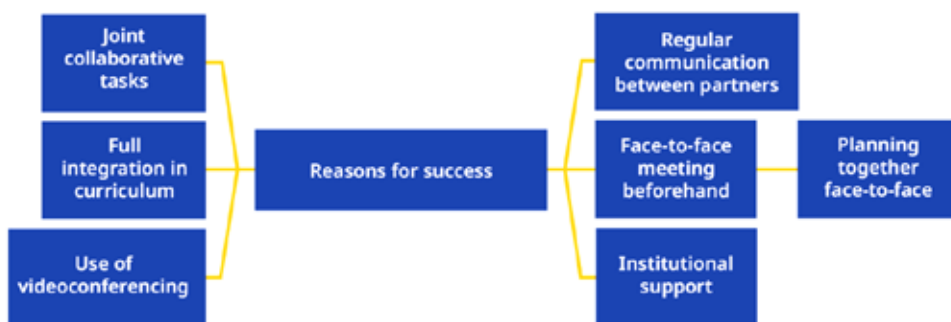 Joint
collaborative
tasks
Full
integration in
curriculum
Use of
videoconferencing
Reasons for success
Regular
communication
between partners
Face-to-face
meeting
beforehand
Planning
together
face-to-face
Institutional
support